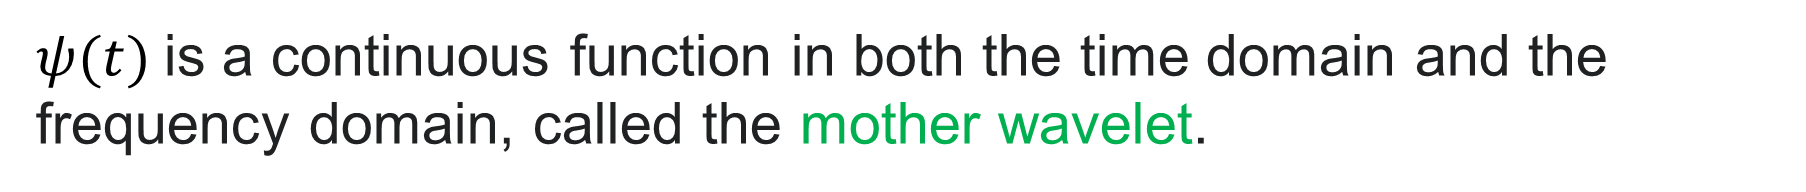 𝜓(𝑡) is a continuous function in both the time domain and the
frequency domain, called the mother wavelet.